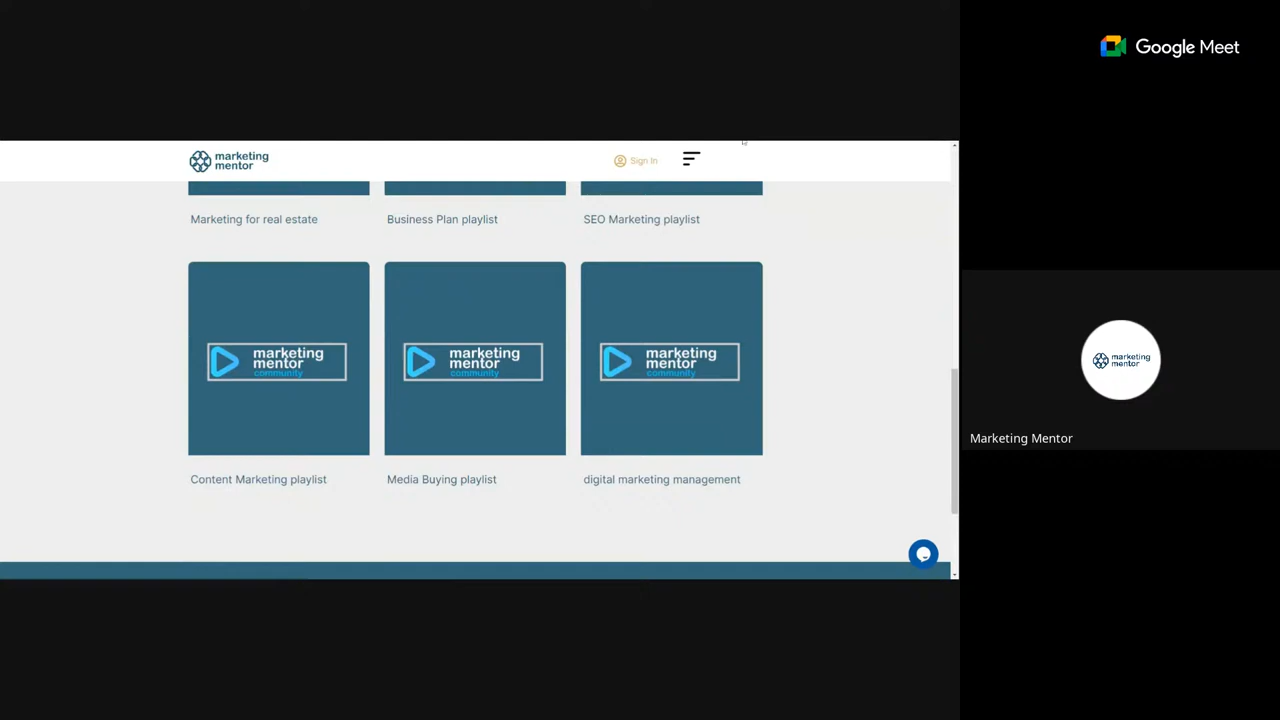 Google Meet
marketing
mentor
Sign In
Marketing for real estate
Business Plan playlist
SEO Marketing playlist
marketing
mentor
community
marketing
mentor
community
marketing
mentor
community
Content Marketing playlist
Media Buying playlist
digital marketing management
marketing
mentor
Marketing Mentor